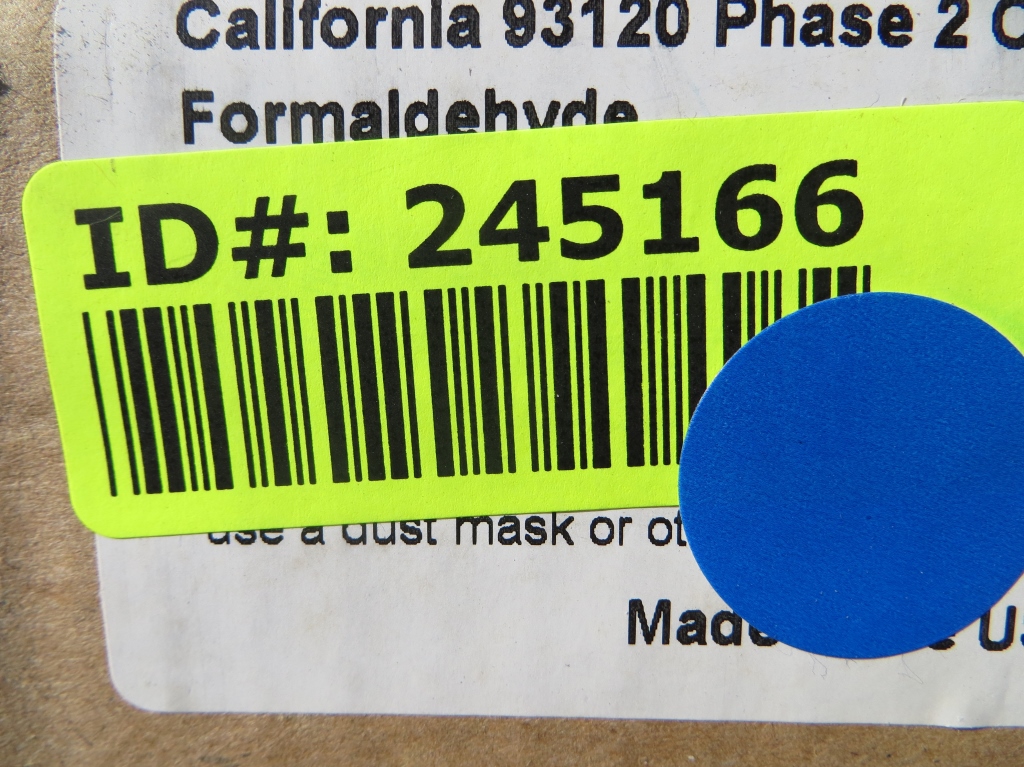 California 93120 Phase 2
Formaldehyde
ID#: 245166
use a dust mask or
Made